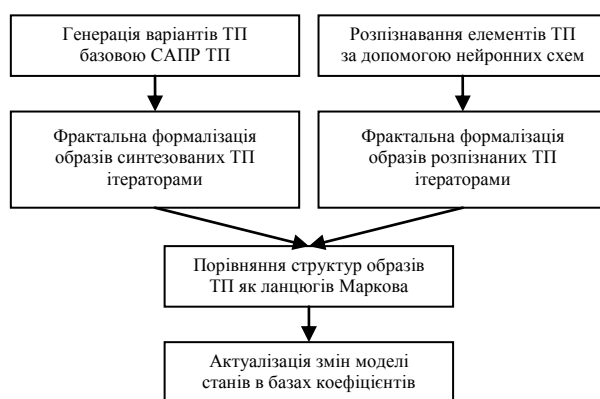 Генерація варіантів ТП
базовою САПР ТП
Розпізнавання елементів ТП
за допомогою нейронних схем
Фрактальна формалізація
образів синтезованих ТП
ітераторами
Фрактальна формалізація
образів розпізнаних ТП
ітераторами
Порівняння структур образів
ТП як ланцюгів Маркова
Актуалізація змін моделі
станів в базах коефіцієнтів